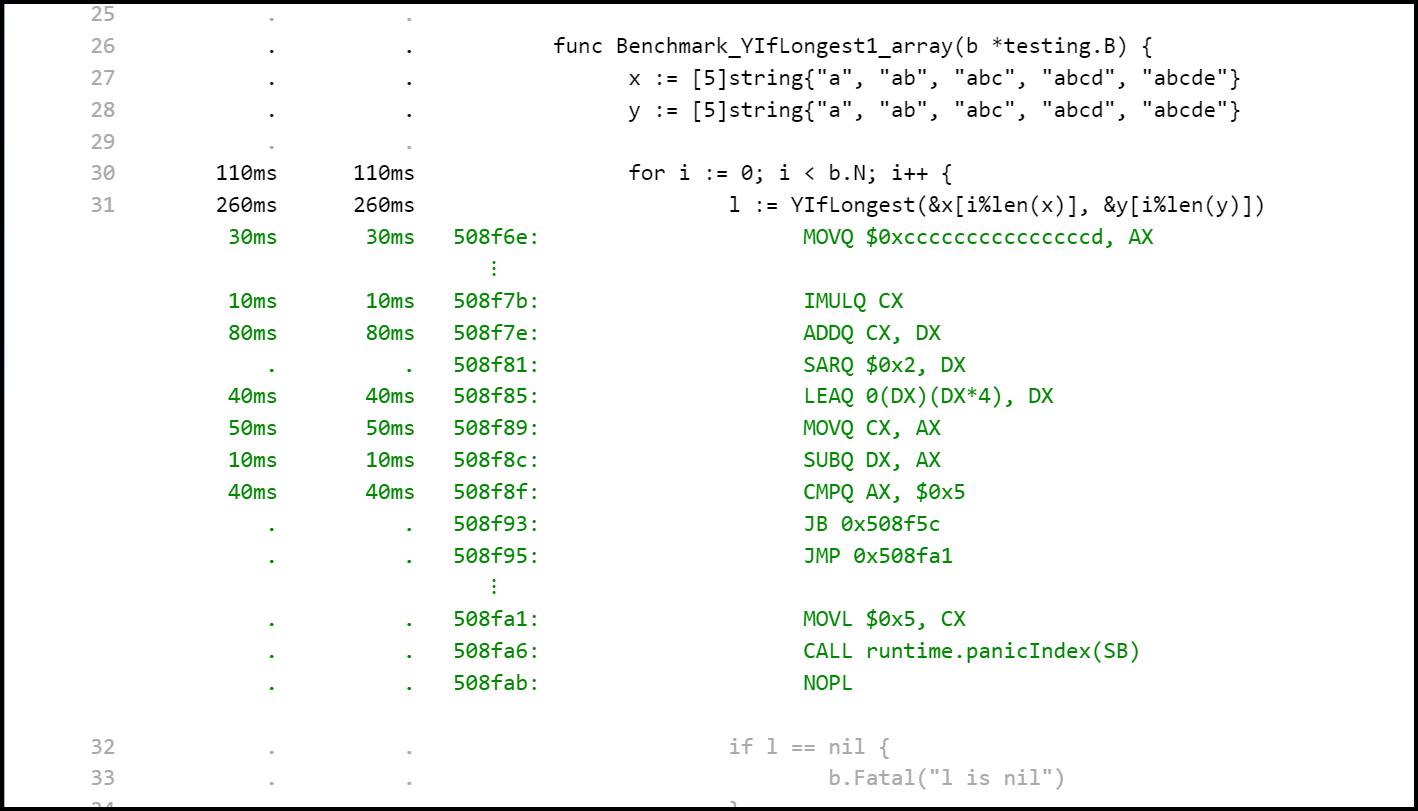 25 . .
26 . . func Benchmark_YIfLongest1_array(b *testing.B) {
27 . . x := [5]string{"a", "ab", "abc", "abcd", "abcde"}
28 . . y := [5]string{"a", "ab", "abc", "abcd", "abcde"}
29 . .
30 110ms 110ms for i := 0; i < b.N; i++ {
31 260ms 260ms l := YIfLongest(&x[i%len(x)], &y[i%len(y)])
30ms 30ms 508f6e: MOVQ $0xcccccccccccccccd, AX
⋮
10ms 10ms 508f7b: IMULQ CX
80ms 80ms 508f7e: ADDQ CX, DX
. . 508f81: SARQ $0x2, DX
40ms 40ms 508f85: LEAQ 0(DX)(DX*4), DX
50ms 50ms 508f89: MOVQ CX, AX
10ms 10ms 508f8c: SUBQ DX, AX
40ms 40ms 508f8f: CMPQ AX, $0x5
. . 508f93: JB 0x508f5c
. . 508f95: JMP 0x508fa1
⋮
. . 508fa1: MOVL $0x5, CX
. . 508fa6: CALL runtime.panicIndex(SB)
. . 508fab: NOPL
32 . . if l == nil {
33 . . b.Fatal("l is nil")